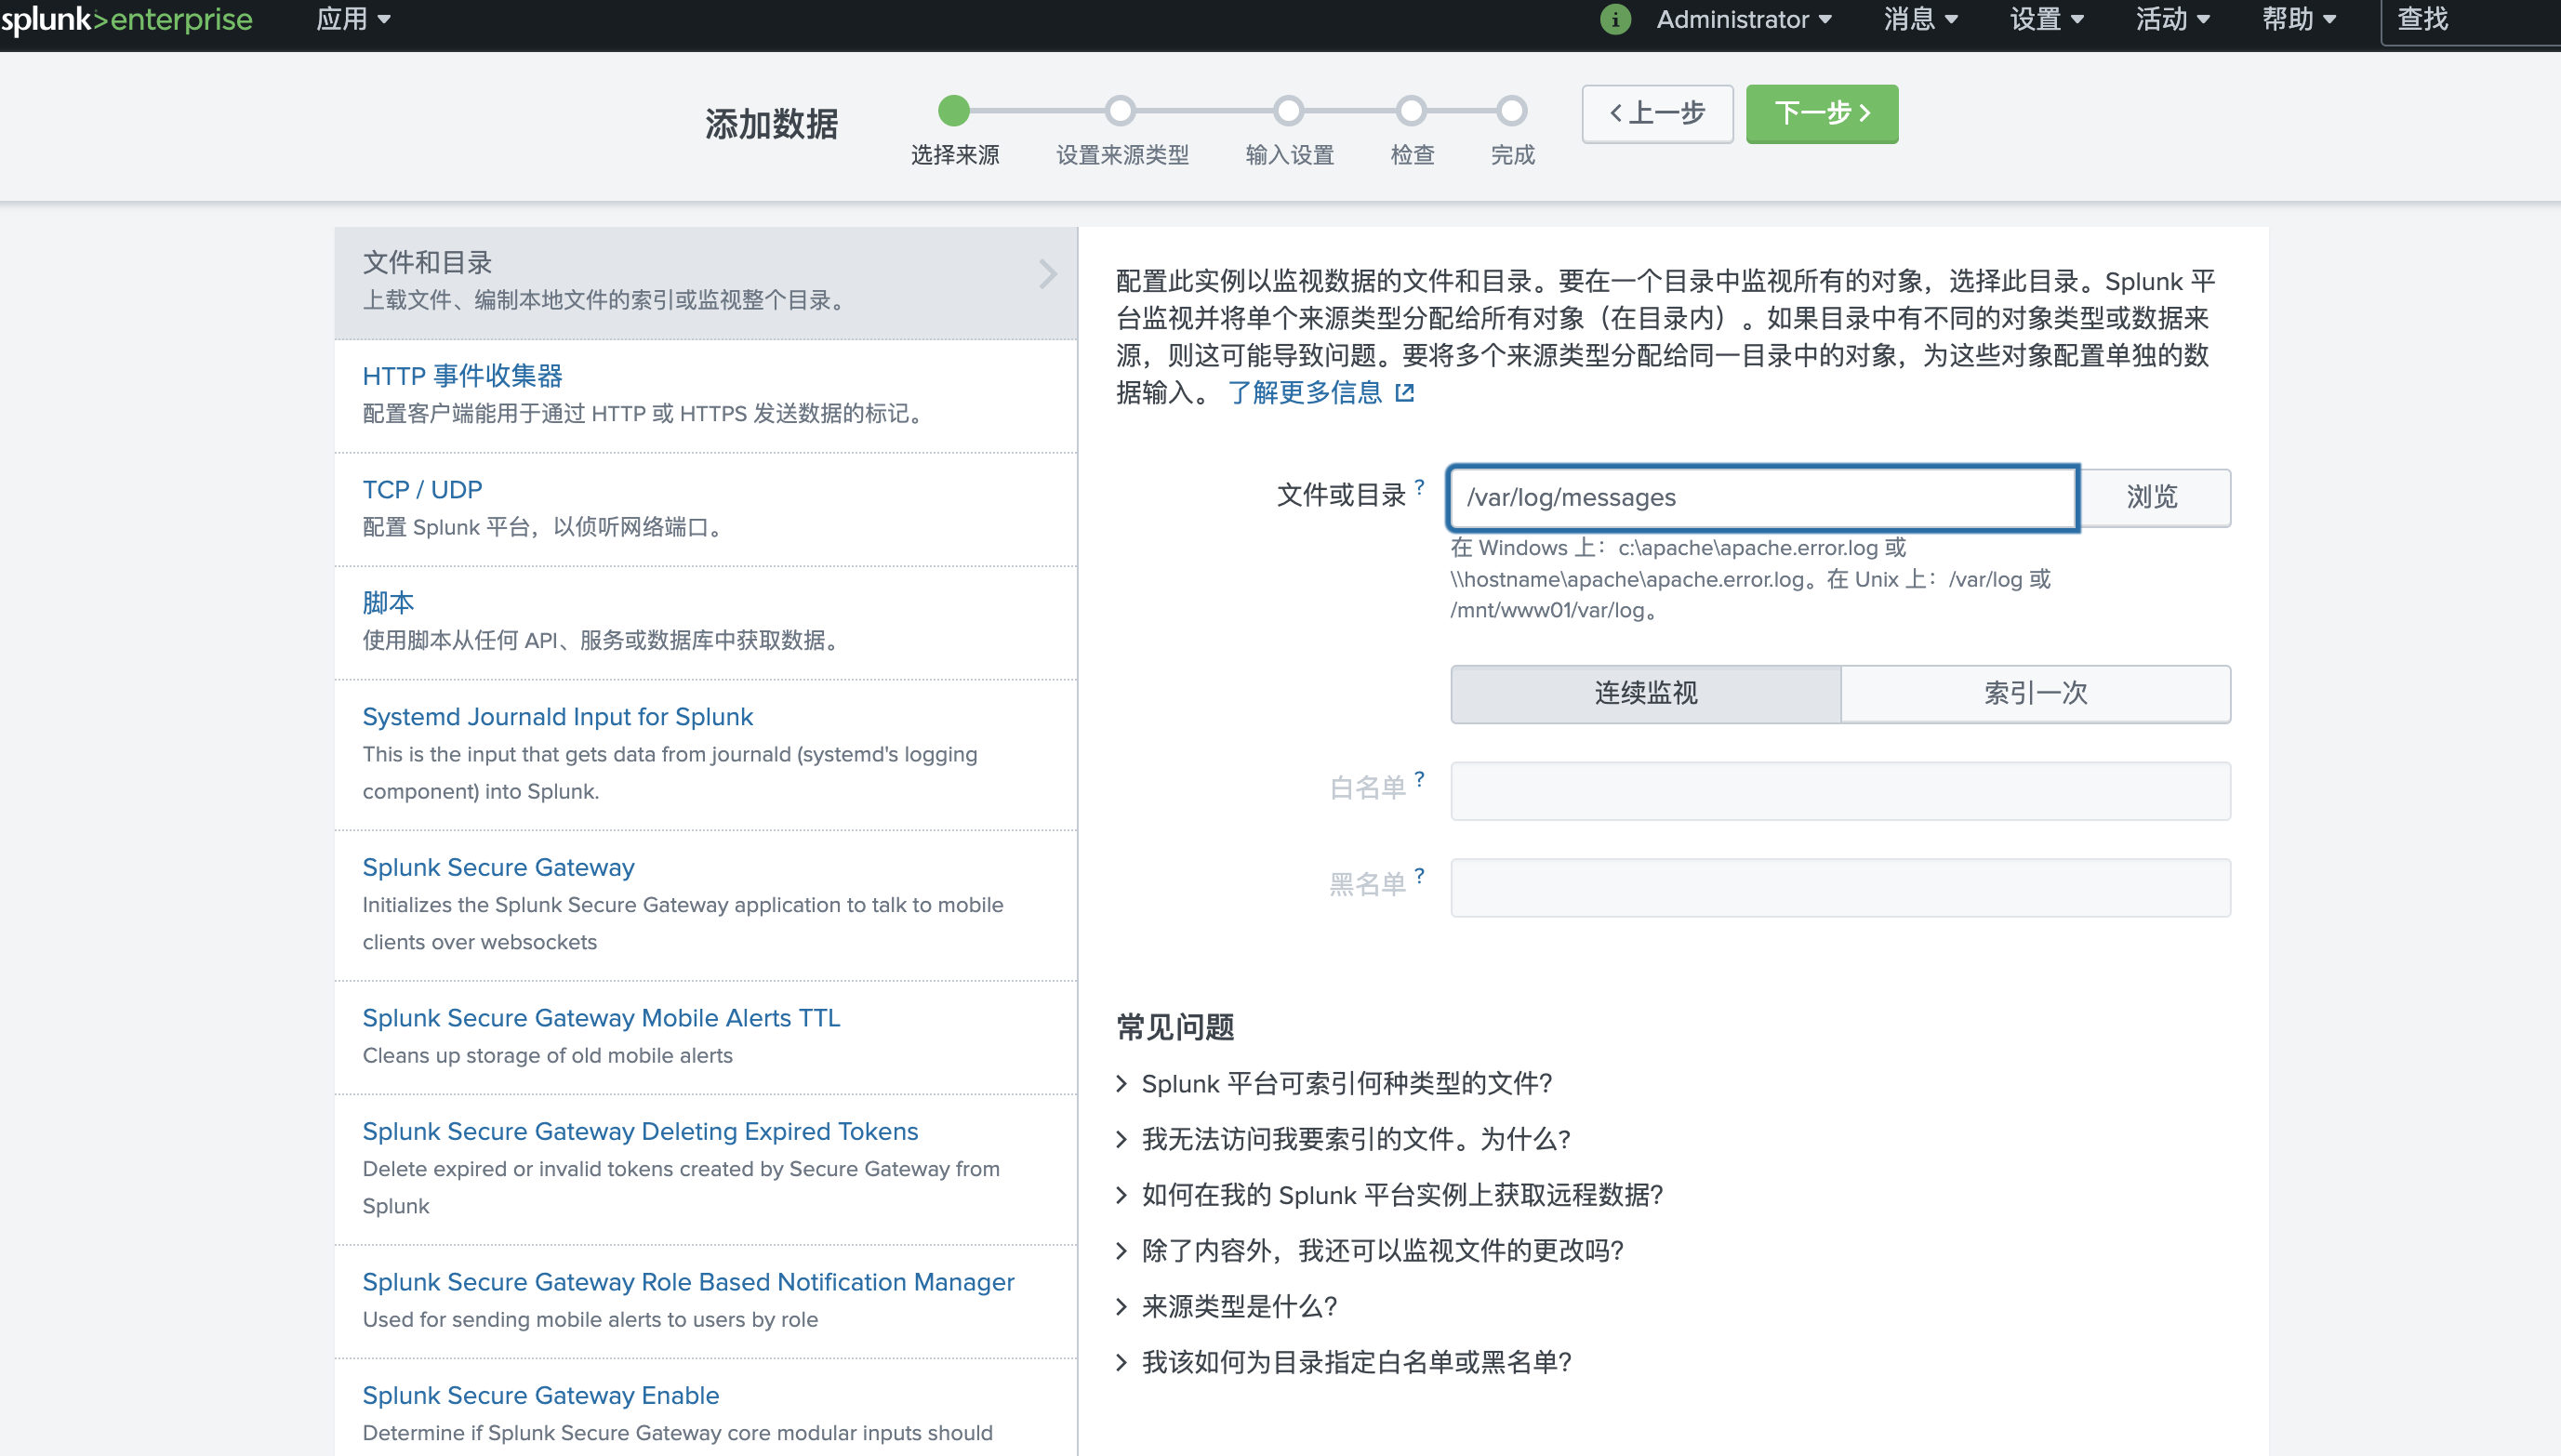 splunk>enterprise 应用 Administrator 消息 设置 活动 帮助 查找
添加数据
选择来源 设置来源类型 输入设置 检查 完成
上一步 下一步
文件和目录
上载文件、编制本地文件的索引或监视整个目录。
HTTP 事件收集器
配置客户端能用于通过 HTTP 或 HTTPS 发送数据的标记。
TCP / UDP
配置 Splunk 平台，以侦听网络端口。
脚本
使用脚本从任何 API、服务或数据库中获取数据。
Systemd Journald Input for Splunk
This is the input that gets data from journald (systemd's logging
component) into Splunk.
Splunk Secure Gateway
Initializes the Splunk Secure Gateway application to talk to mobile
clients over websockets
Splunk Secure Gateway Mobile Alerts TTL
Cleans up storage of old mobile alerts
Splunk Secure Gateway Deleting Expired Tokens
Delete expired or invalid tokens created by Secure Gateway from
Splunk
Splunk Secure Gateway Role Based Notification Manager
Used for sending mobile alerts to users by role
Splunk Secure Gateway Enable
Determine if Splunk Secure Gateway core modular inputs should
配置此实例以监视数据的文件和目录。要在一个目录中监视所有的对象，选择此目录。Splunk 平
台监视并将单个来源类型分配给所有对象（在目录内）。如果目录中有不同的对象类型或数据来
源，则这可能导致问题。要将多个来源类型分配给同一目录中的对象，为这些对象配置单独的数
据输入。 了解更多信息
文件或目录 ? /var/log/messages 浏览
在 Windows 上：c:\apache\apache.error.log 或
\\hostname\apache\apache.error.log。在 Unix 上：/var/log 或
/mnt/www01/var/log。
连续监视 索引一次
白名单 ?
黑名单 ?
常见问题
> Splunk 平台可索引何种类型的文件?
> 我无法访问我要索引的文件。为什么?
> 如何在我的 Splunk 平台实例上获取远程数据?
> 除了内容外，我还可以监视文件的更改吗?
> 来源类型是什么?
> 我该如何为目录指定白名单或黑名单?